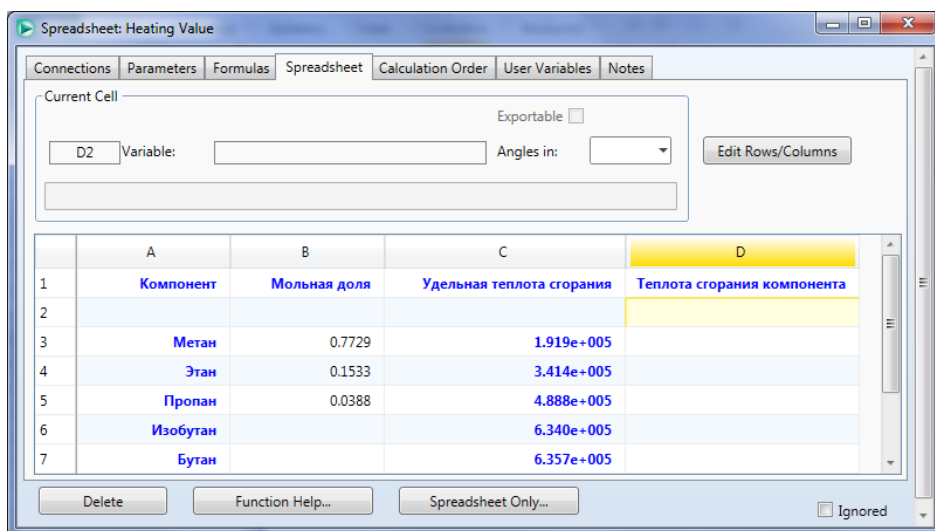 Spreadsheet: Heating Value
Connections Parameters Formulas Spreadsheet Calculation Order User Variables Notes
Current Cell
Exportable
D2 Variable: Angles in: Edit Rows/Columns
A B C D
1 Компонент Мольная доля Удельная теплота сгорания Теплота сгорания компонента
2
3 Метан 0.7729 1.919e+005
4 Этан 0.1533 3.414e+005
5 Пропан 0.0388 4.888e+005
6 Изобутан 6.340e+005
7 Бутан 6.357e+005
Delete Function Help... Spreadsheet Only... Ignored